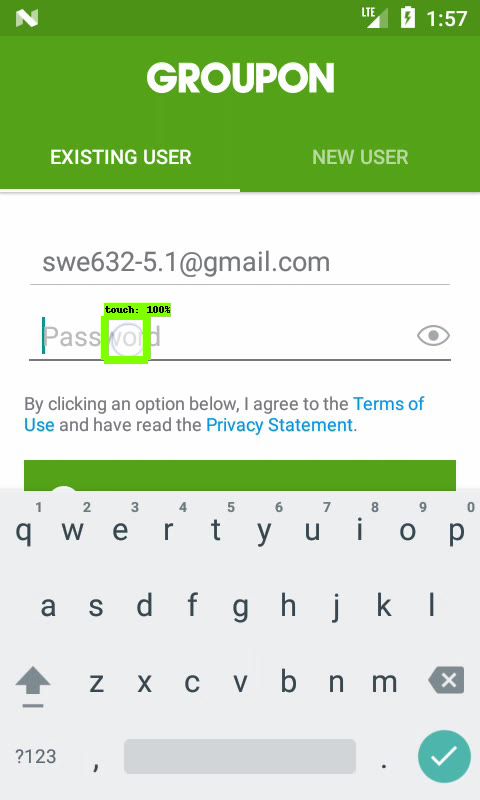 LTE 1:57
GROUPON
EXISTING USER NEW USER
swe632-5.1@gmail.com
touch: 100%
Password
By clicking an option below, I agree to the Terms of
Use and have read the Privacy Statement.
1 2 3 4 5 6 7 8 9 0
q w e r t y u i o p
a s d f g h j k l
z x c v b n m
?123 , .